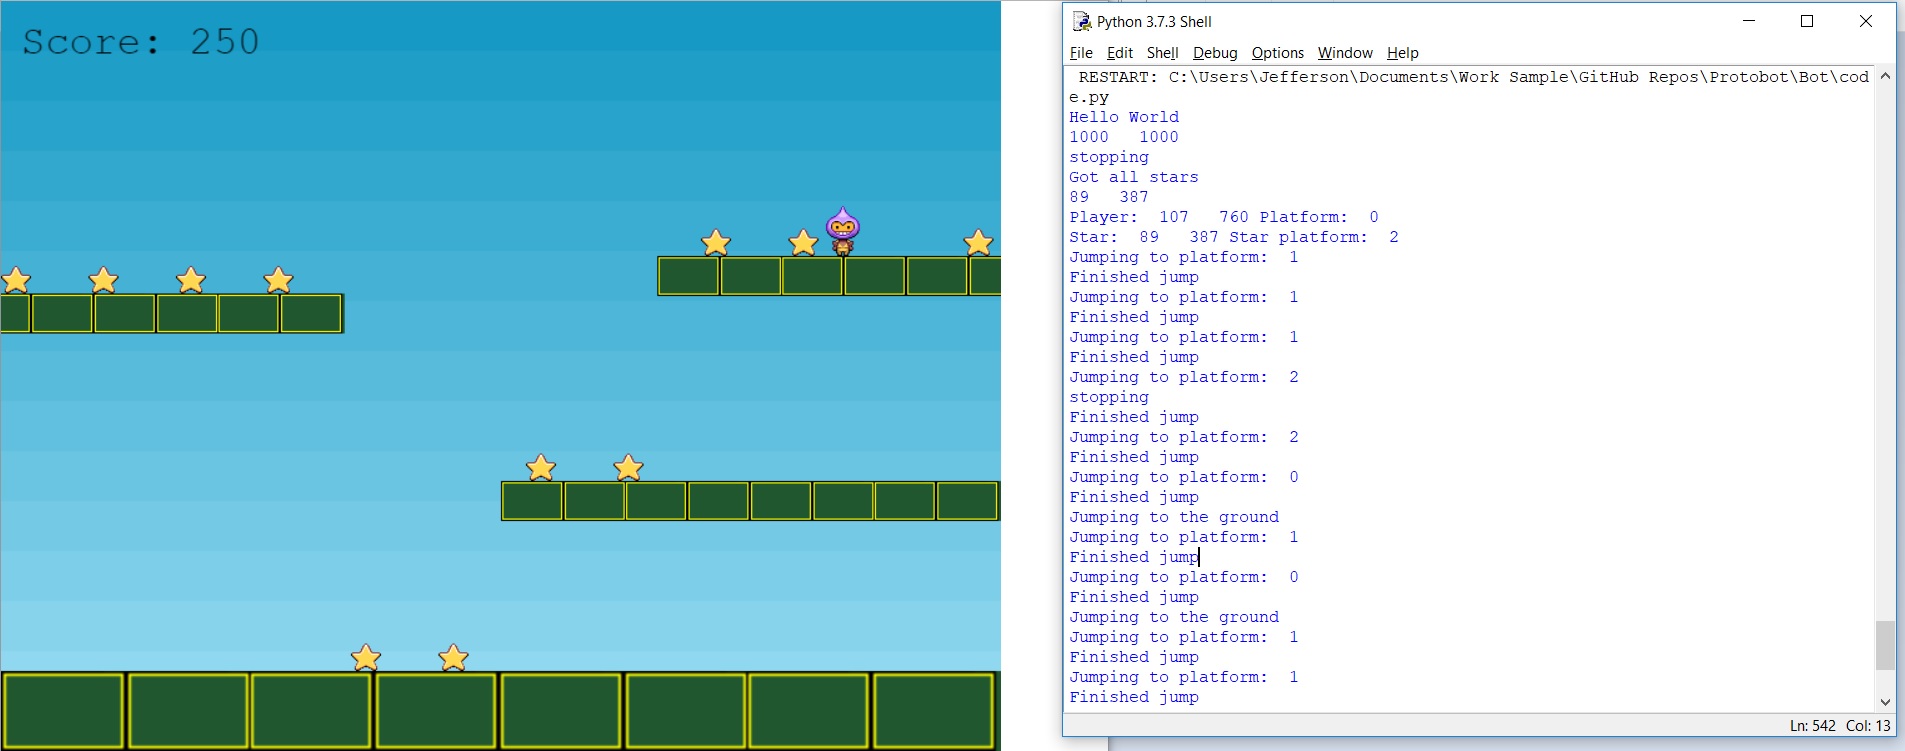 Score: 250
Python 3.7.3 Shell
File Edit Shell Debug Options Window Help
RESTART: C:\Users\Jefferson\Documents\Work Sample\GitHub Repos\Protobot\Bot\cod
e.py
Hello World
1000   1000
stopping
Got all stars
89   387
Player:  107   760 Platform:  0
Star:  89   387 Star platform:  2
Jumping to platform:  1
Finished jump
Jumping to platform:  1
Finished jump
Jumping to platform:  1
Finished jump
Jumping to platform:  2
stopping
Finished jump
Jumping to platform:  2
Finished jump
Jumping to platform:  0
Finished jump
Jumping to the ground
Jumping to platform:  1
Finished jump
Jumping to platform:  0
Finished jump
Jumping to the ground
Jumping to platform:  1
Finished jump
Jumping to platform:  1
Finished jump
Ln: 542 Col: 13